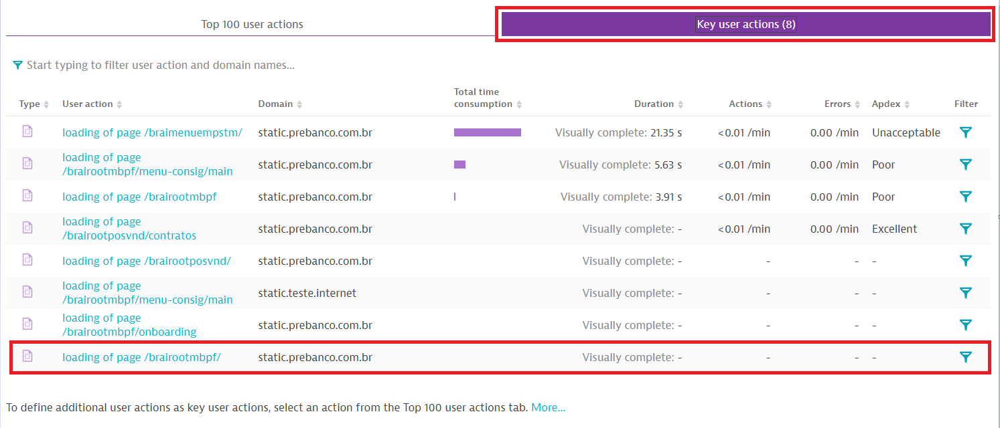 Top 100 user actions
Key user actions (8)
Start typing to filter user action and domain names...
Type User action Domain Total time consumption Duration Actions Errors Apdex Filter
loading of page /braimenuempstm/ static.prebanco.com.br Visually complete: 21.35 s <0.01 /min 0.00 /min Unacceptable
loading of page
/brairootmbpf/menu-consig/main static.prebanco.com.br Visually complete: 5.63 s <0.01 /min 0.00 /min Poor
loading of page /brairootmbpf static.prebanco.com.br Visually complete: 3.91 s <0.01 /min 0.00 /min Poor
loading of page
/brairootposvnd/contratos static.prebanco.com.br Visually complete: - <0.01 /min 0.00 /min Excellent
loading of page /brairootposvnd/ static.prebanco.com.br Visually complete: - - - -
loading of page
/brairootmbpf/menu-consig/main static.teste.internet Visually complete: - - - -
loading of page
/brairootmbpf/onboarding static.prebanco.com.br Visually complete: - - - -
loading of page /brairootmbpf/ static.prebanco.com.br Visually complete: - - - -
To define additional user actions as key user actions, select an action from the Top 100 user actions tab. More...